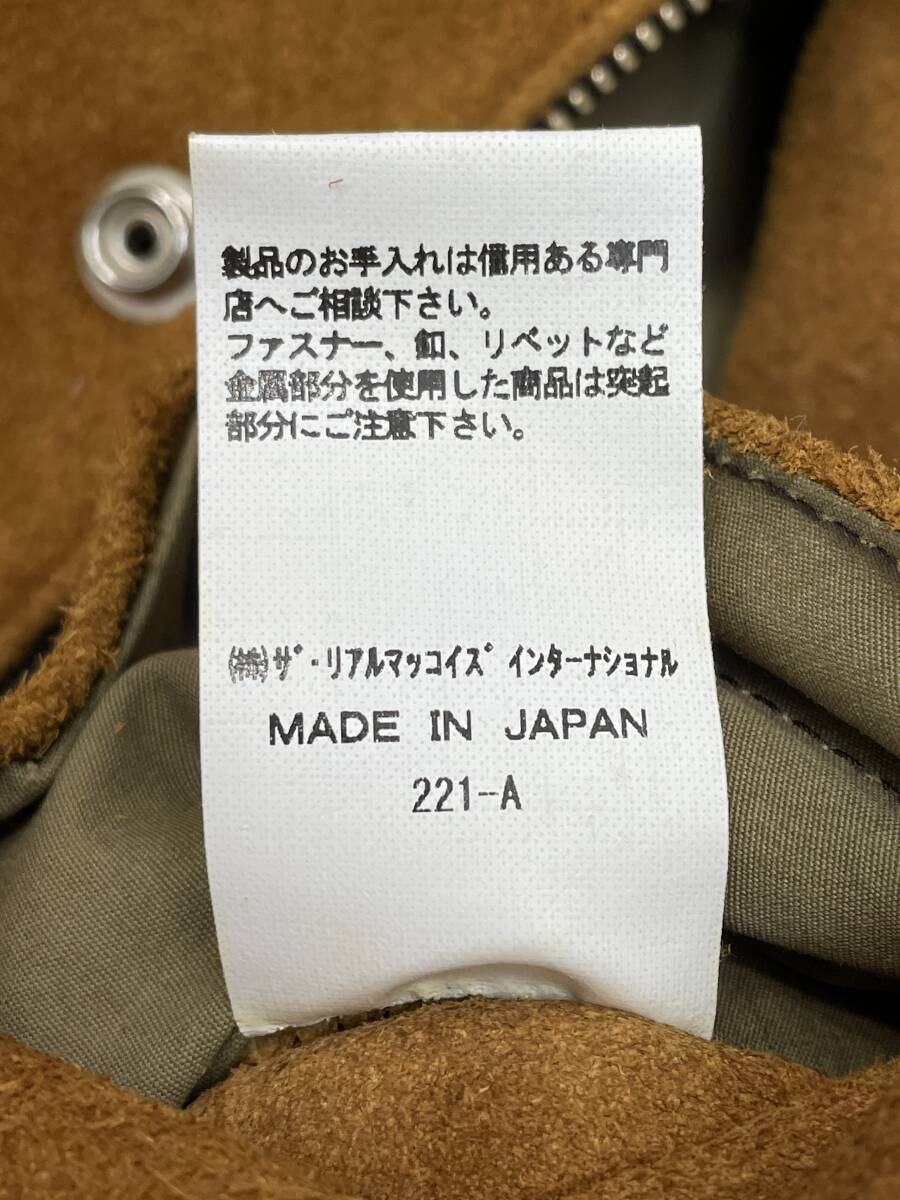 製品のお手入れは信用ある専門
店へご相談下さい。
ファスナー、釦、リベットなど
金属部分を使用した商品は突起
部分にご注意下さい。
㈱ｻﾞ・ﾘｱﾙﾏｯｺｲｽﾞ ｲﾝﾀｰﾅｼｮﾅﾙ
MADE IN JAPAN
221-A